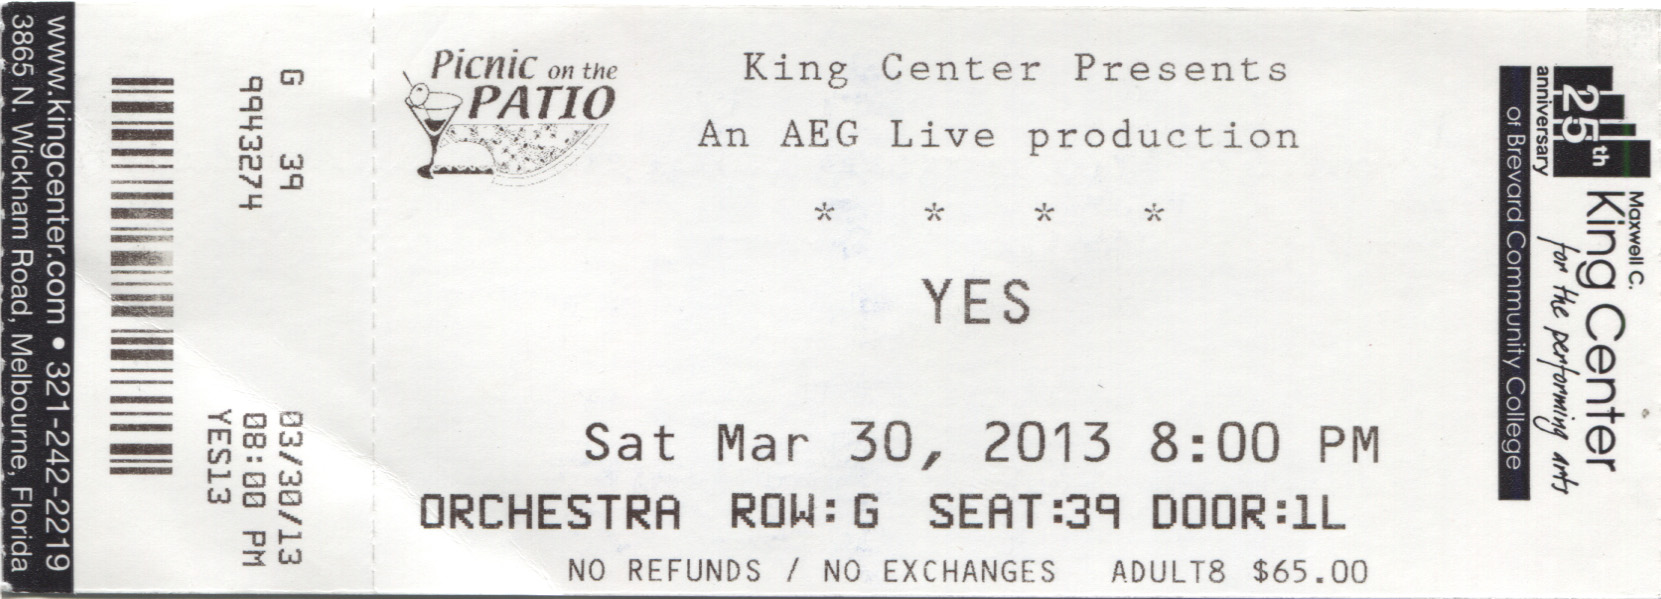 www.kingcenter.com • 321-242-2219
3865 N. Wickham Road, Melbourne, Florida
G 39
9943274
03/30/13
08:00 PM
YES13
Picnic on the
PATIO
King Center Presents
An AEG Live production
* * * *
YES
Sat Mar 30, 2013 8:00 PM
ORCHESTRA ROW:G SEAT:39 DOOR:1L
NO REFUNDS / NO EXCHANGES ADULT8 $65.00
25th
anniversary
Maxwell C.
King Center
for the performing arts
of Brevard Community College